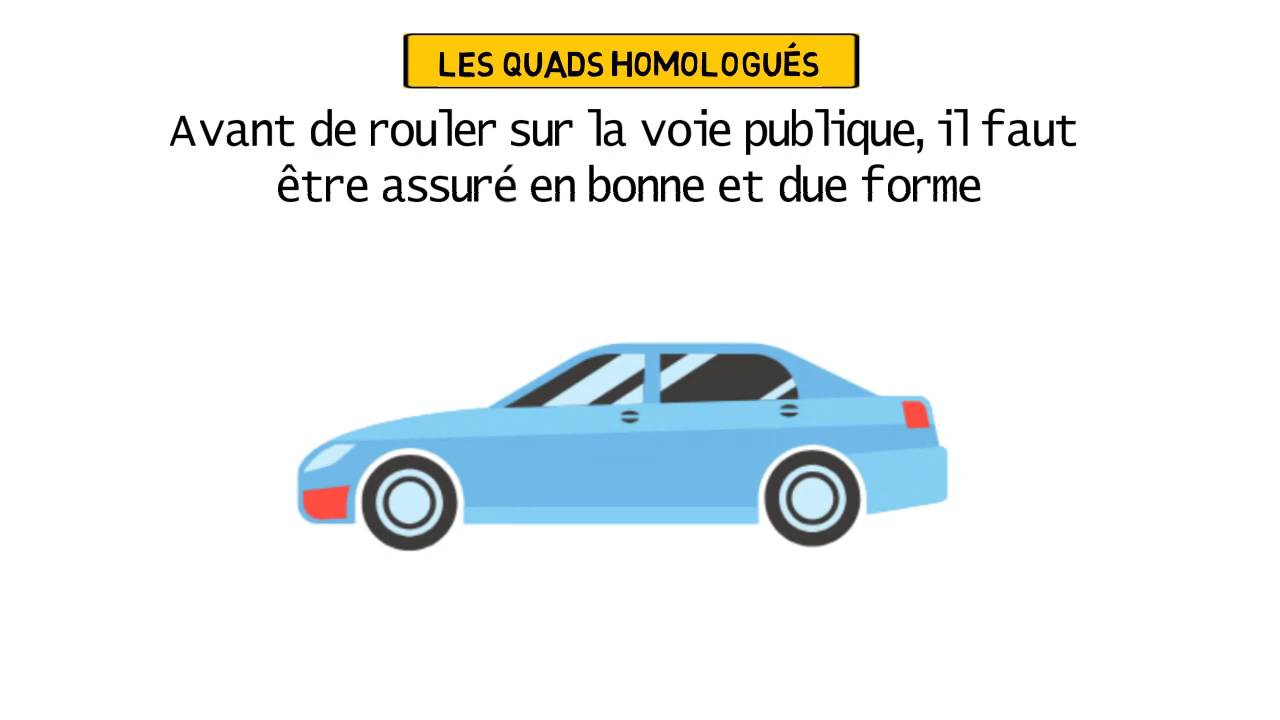 LES QUADS HOMOLOGUÉS
Avant de rouler sur la voie publique, il faut
être assuré en bonne et due forme